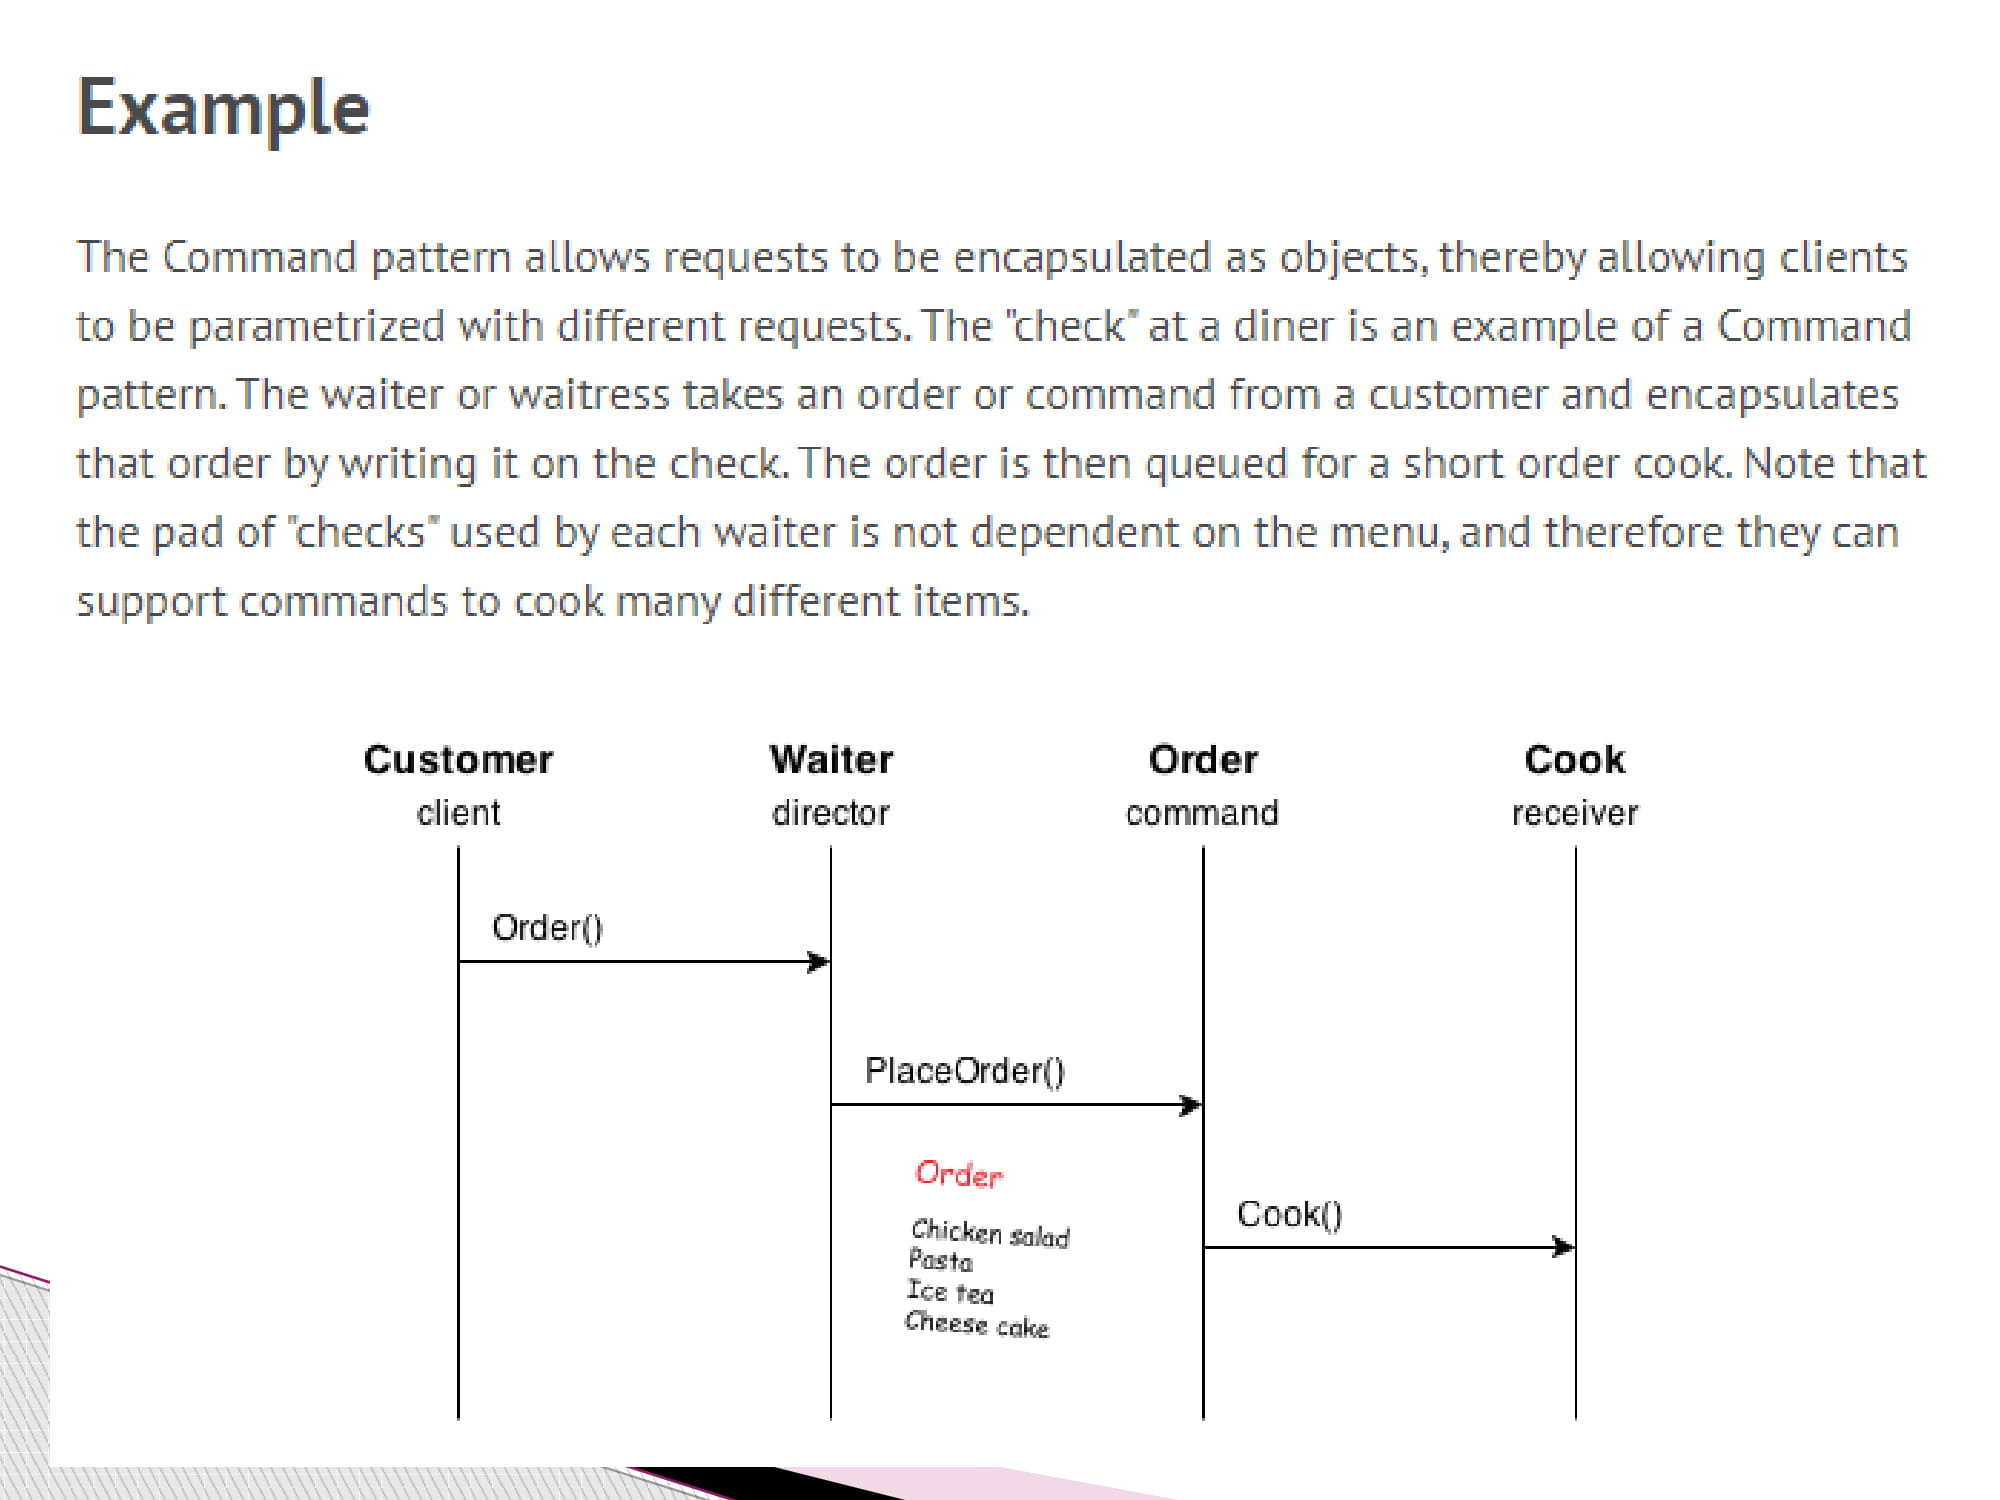 Example
The Command pattern allows requests to be encapsulated as objects, thereby allowing clients
to be parametrized with different requests. The "check" at a diner is an example of a Command
pattern. The waiter or waitress takes an order or command from a customer and encapsulates
that order by writing it on the check. The order is then queued for a short order cook. Note that
the pad of "checks" used by each waiter is not dependent on the menu, and therefore they can
support commands to cook many different items.
Customer Waiter Order Cook
client director command receiver
Order()
PlaceOrder()
Order
Cook()
Chicken salad
Pasta
Ice tea
Cheese cake